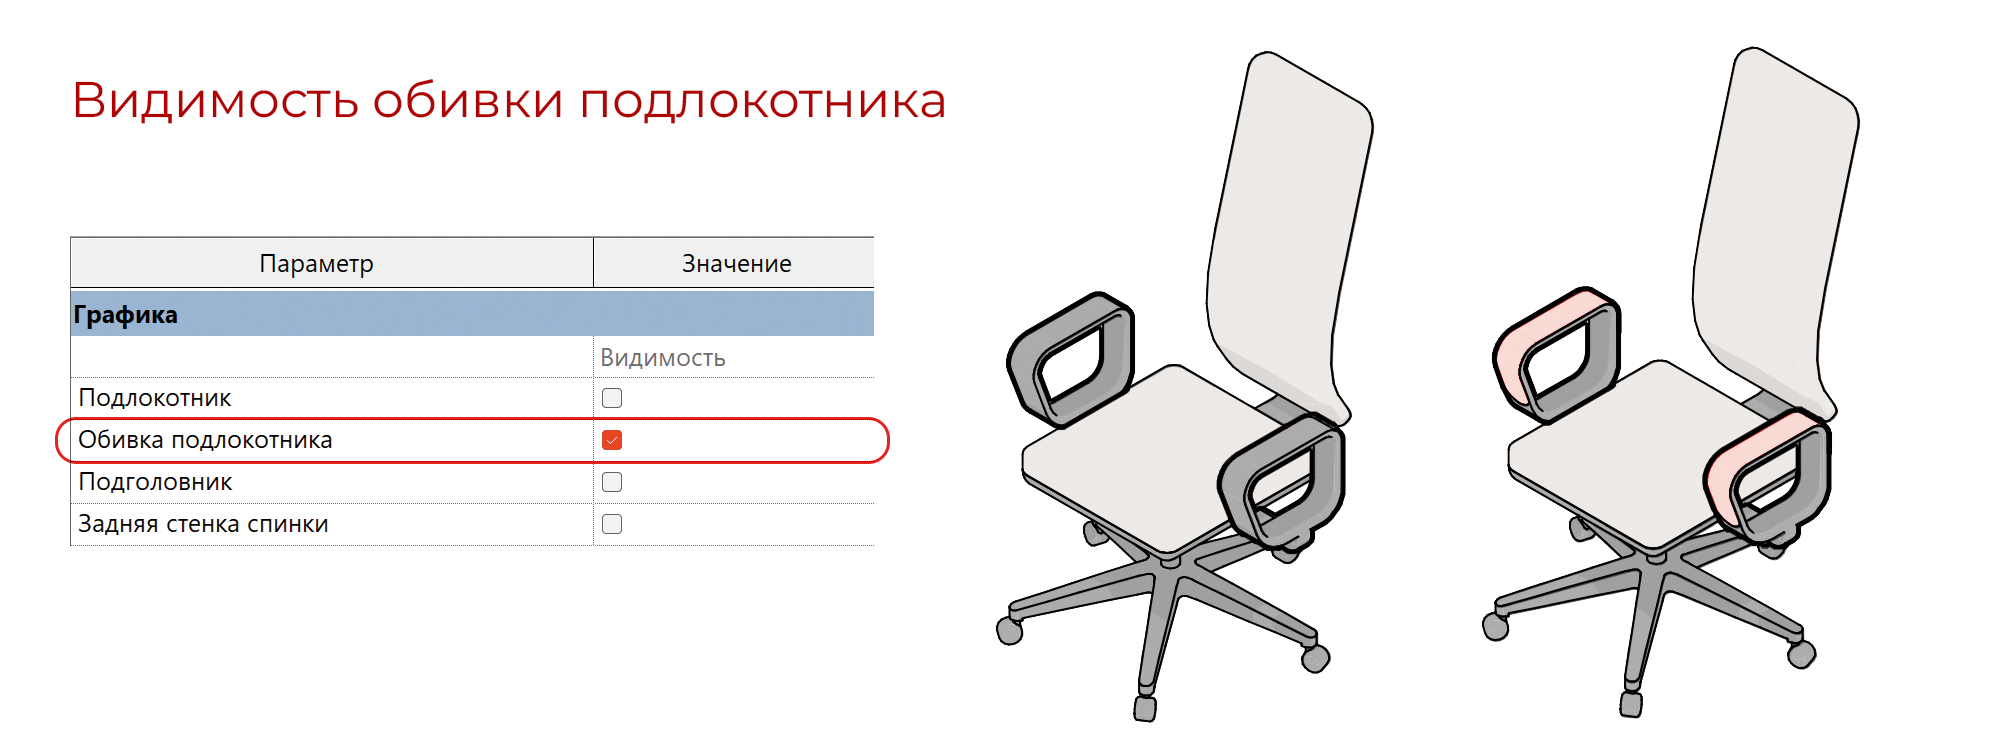 Видимость обивки подлокотника
Параметр Значение
Графика
Видимость
Подлокотник
Обивка подлокотника
Подголовник
Задняя стенка спинки